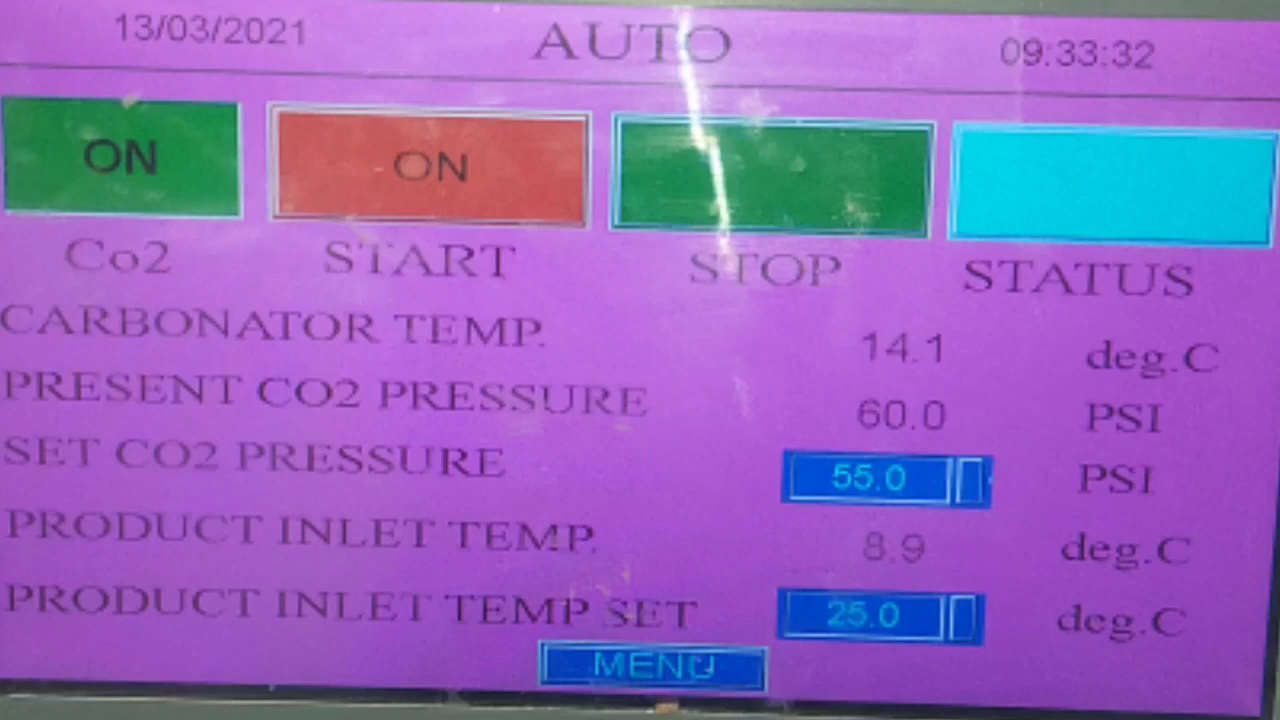 13/03/2021 AUTO 09:33:32
ON ON
Co2 START STOP STATUS
CARBONATOR TEMP. 14.1 deg.C
PRESENT CO2 PRESSURE 60.0 PSI
SET CO2 PRESSURE 55.0 PSI
PRODUCT INLET TEMP. 8.9 deg.C
PRODUCT INLET TEMP SET 25.0 deg.C
MENU